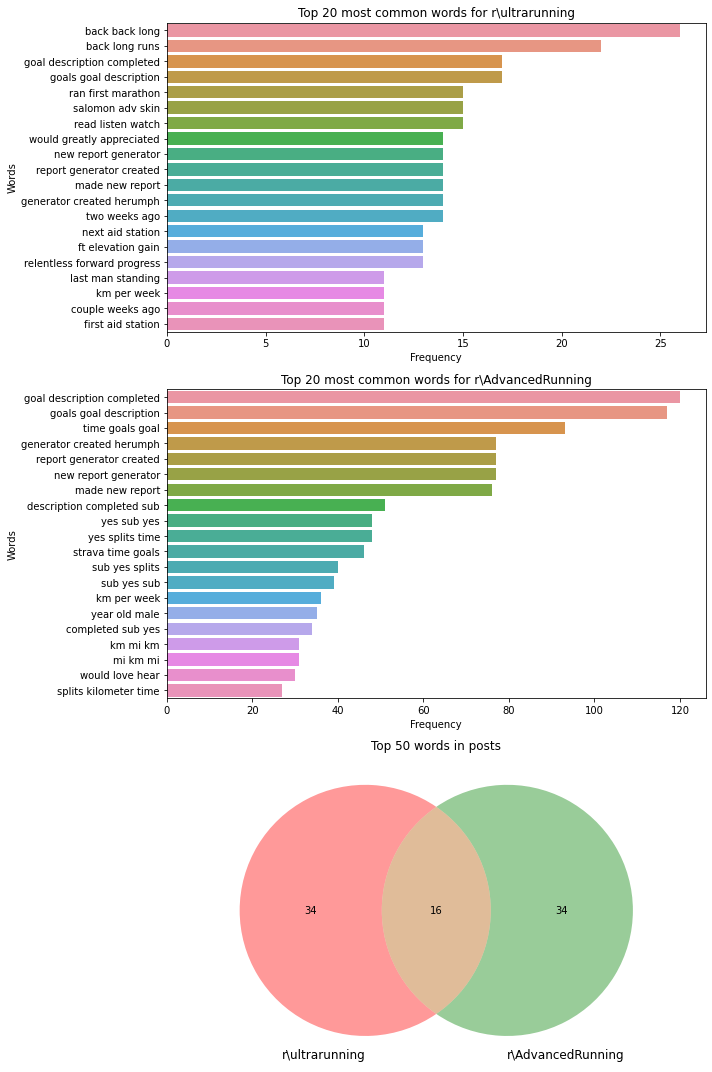 Top 20 most common words for r\ultrarunning
back back long
back long runs
goal description completed
goals goal description
ran first marathon
salomon adv skin
read listen watch
would greatly appreciated
new report generator
report generator created
made new report
generator created herumph
two weeks ago
next aid station
ft elevation gain
relentless forward progress
last man standing
km per week
couple weeks ago
first aid station
Words
0 5 10 15 20 25
Frequency
Top 20 most common words for r\AdvancedRunning
goal description completed
goals goal description
time goals goal
generator created herumph
report generator created
new report generator
made new report
description completed sub
yes sub yes
yes splits time
strava time goals
sub yes splits
sub yes sub
km per week
year old male
completed sub yes
km mi km
mi km mi
would love hear
splits kilometer time
Words
0 20 40 60 80 100 120
Frequency
Top 50 words in posts
34 16 34
r\ultrarunning r\AdvancedRunning